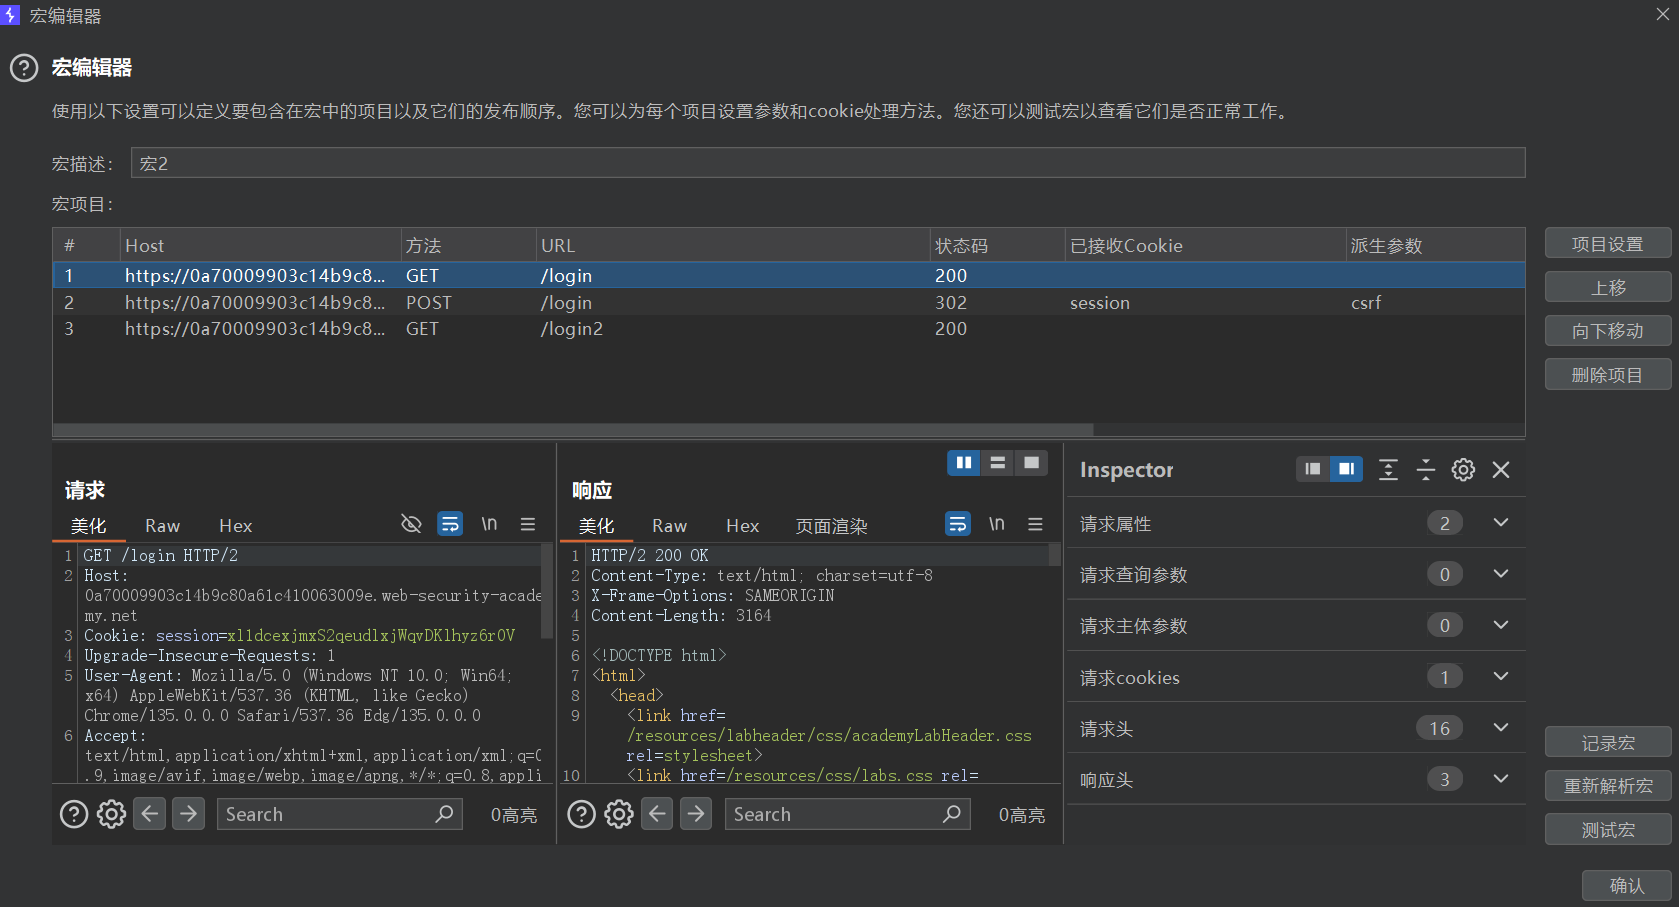 宏编辑器
宏编辑器
使用以下设置可以定义要包含在宏中的项目以及它们的发布顺序。您可以为每个项目设置参数和cookie处理方法。您还可以测试宏以查看它们是否正常工作。
宏描述: 宏2
宏项目:
# Host 方法 URL 状态码 已接收Cookie 派生参数
1 https://0a70009903c14b9c8... GET /login 200
2 https://0a70009903c14b9c8... POST /login 302 session csrf
3 https://0a70009903c14b9c8... GET /login2 200
项目设置
上移
向下移动
删除项目
请求
美化 Raw Hex \n
1 GET /login HTTP/2
2 Host:
0a70009903c14b9c80a61c410063009e.web-security-acade
my.net
3 Cookie: session=xl1dcexjmxS2qeudlxjWqvDKlhyz6r0V
4 Upgrade-Insecure-Requests: 1
5 User-Agent: Mozilla/5.0 (Windows NT 10.0; Win64;
x64) AppleWebKit/537.36 (KHTML, like Gecko)
Chrome/135.0.0.0 Safari/537.36 Edg/135.0.0.0
6 Accept:
text/html,application/xhtml+xml,application/xml;q=0
.9,image/avif,image/webp,image/apng,*/*;q=0.8,appli
Search 0高亮
响应
美化 Raw Hex 页面渲染 \n
1 HTTP/2 200 OK
2 Content-Type: text/html; charset=utf-8
3 X-Frame-Options: SAMEORIGIN
4 Content-Length: 3164
5
6 <!DOCTYPE html>
7 <html>
8 <head>
9 <link href=
/resources/labheader/css/academyLabHeader.css
rel=stylesheet>
10 <link href=/resources/css/labs.css rel=
Search 0高亮
Inspector
请求属性 2
请求查询参数 0
请求主体参数 0
请求cookies 1
请求头 16
响应头 3
记录宏
重新解析宏
测试宏
确认